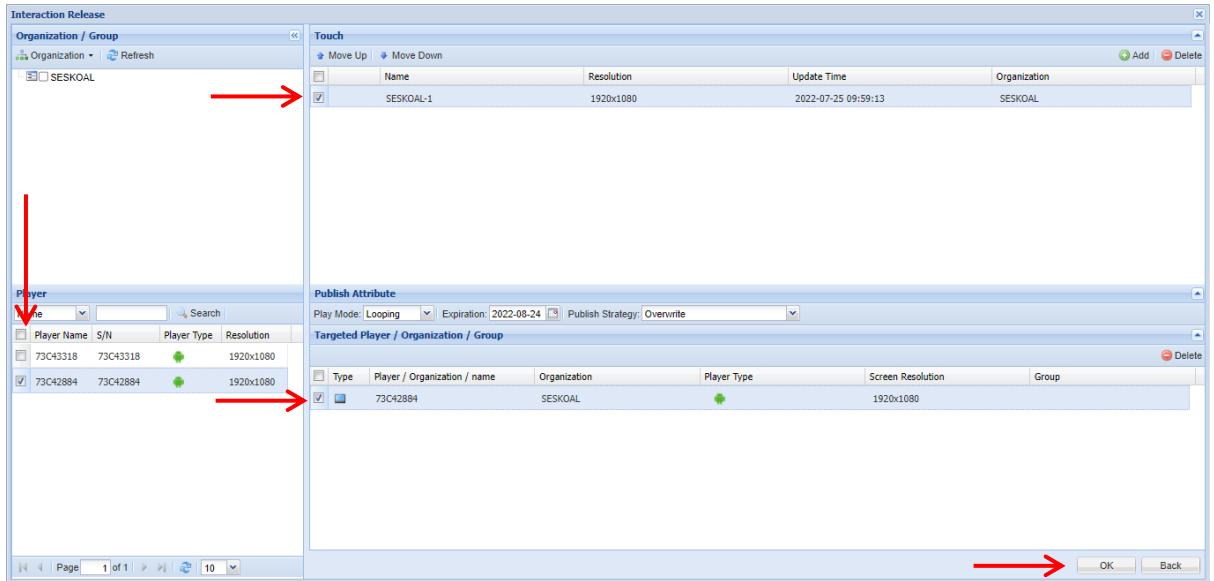 Interaction Release
Organization / Group
Organization
Refresh
SESKOAL
Touch
Move Up Move Down Add Delete
Name Resolution Update Time Organization
SESKOAL-1 1920x1080 2022-07-25 09:59:13 SESKOAL
Player
Search
Player Name S/N Player Type Resolution
73C43318 73C43318 1920x1080
73C42884 73C42884 1920x1080
Page 1 of 1 10
Publish Attribute
Play Mode: Looping Expiration: 2022-08-24 Publish Strategy: Overwrite
Targeted Player / Organization / Group
Delete
Type Player / Organization / name Organization Player Type Screen Resolution Group
73C42884 SESKOAL 1920x1080
OK Back